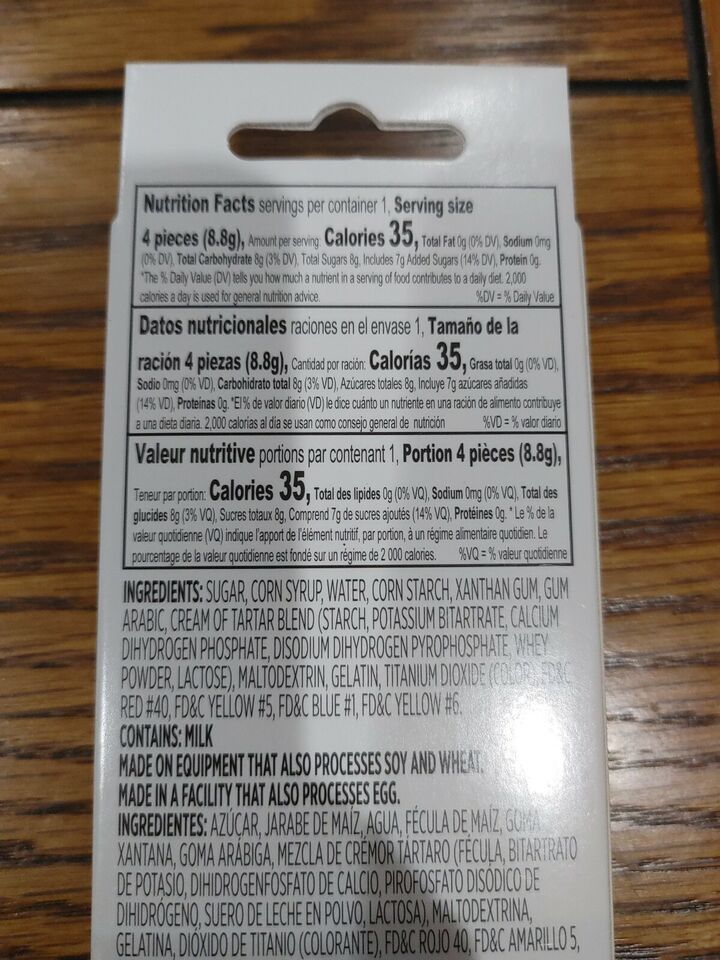 Nutrition Facts servings per container 1, Serving size
4 pieces (8.8g), Amount per serving: Calories 35, Total Fat 0g (0% DV), Sodium 0mg
(0% DV), Total Carbohydrate 8g (3% DV), Total Sugars 8g, Includes 7g Added Sugars (14% DV), Protein 0g.
*The % Daily Value (DV) tells you how much a nutrient in a serving of food contributes to a daily diet. 2,000
calories a day is used for general nutrition advice. %DV = % Daily Value
Datos nutricionales raciones en el envase 1, Tamaño de la
ración 4 piezas (8.8g), Cantidad por ración: Calorías 35, Grasa total 0g (0% VD),
Sodio 0mg (0% VD), Carbohidrato total 8g (3% VD), Azúcares totales 8g, Incluye 7g azúcares añadidas
(14% VD), Proteínas 0g. *El % de valor diario (VD) le dice cuánto un nutriente en una ración de alimento contribuye
a una dieta diaria. 2,000 calorías al día se usan como consejo general de nutrición %VD = % valor diario
Valeur nutritive portions par contenant 1, Portion 4 pièces (8.8g),
Teneur par portion: Calories 35, Total des lipides 0g (0% VQ), Sodium 0mg (0% VQ), Total des
glucides 8g (3% VQ), Sucres totaux 8g, Comprend 7g de sucres ajoutés (14% VQ), Protéines 0g. * Le % de la
valeur quotidienne (VQ) indique l'apport de l'élément nutritif, par portion, à un régime alimentaire quotidien. Le
pourcentage de la valeur quotidienne est fondé sur un régime de 2 000 calories. %VQ = % valeur quotidienne
INGREDIENTS: SUGAR, CORN SYRUP, WATER, CORN STARCH, XANTHAN GUM, GUM
ARABIC, CREAM OF TARTAR BLEND (STARCH, POTASSIUM BITARTRATE, CALCIUM
DIHYDROGEN PHOSPHATE, DISODIUM DIHYDROGEN PYROPHOSPHATE, WHEY
POWDER, LACTOSE), MALTODEXTRIN, GELATIN, TITANIUM DIOXIDE (COLOR), FD&C
RED #40, FD&C YELLOW #5, FD&C BLUE #1, FD&C YELLOW #6.
CONTAINS: MILK
MADE ON EQUIPMENT THAT ALSO PROCESSES SOY AND WHEAT.
MADE IN A FACILITY THAT ALSO PROCESSES EGG.
INGREDIENTES: AZÚCAR, JARABE DE MAÍZ, AGUA, FÉCULA DE MAÍZ, GOMA
XANTANA, GOMA ARÁBIGA, MEZCLA DE CRÉMOR TÁRTARO (FÉCULA, BITARTRATO
DE POTASIO, DIHIDROGENFOSFATO DE CALCIO, PIROFOSFATO DISÓDICO DE
DIHIDRÓGENO, SUERO DE LECHE EN POLVO, LACTOSA), MALTODEXTRINA,
GELATINA, DIÓXIDO DE TITANIO (COLORANTE), FD&C ROJO 40, FD&C AMARILLO 5,